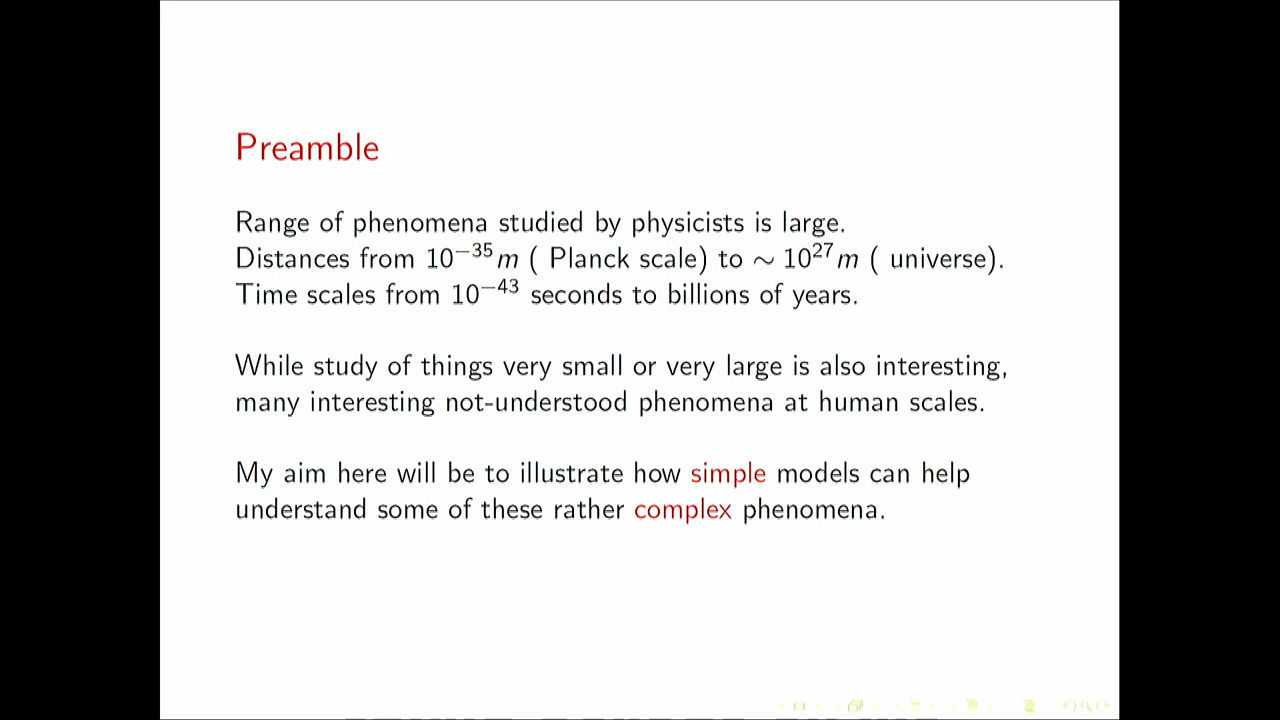 Preamble
Range of phenomena studied by physicists is large.
Distances from 10⁻³⁵m ( Planck scale) to ∼ 10²⁷m ( universe).
Time scales from 10⁻⁴³ seconds to billions of years.
While study of things very small or very large is also interesting,
many interesting not-understood phenomena at human scales.
My aim here will be to illustrate how simple models can help
understand some of these rather complex phenomena.